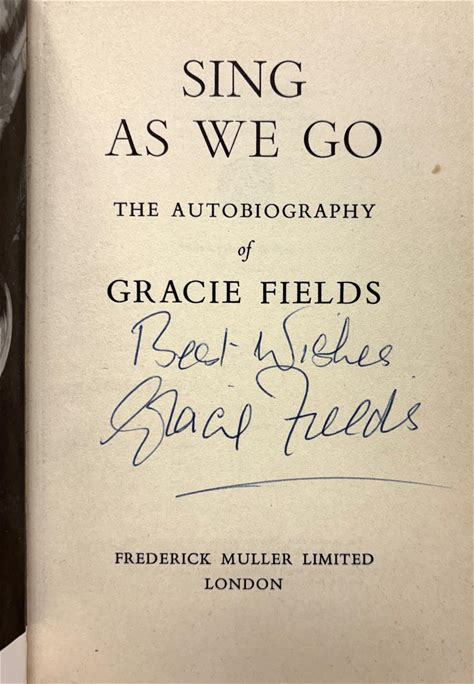 SING
AS WE GO
THE AUTOBIOGRAPHY
of
GRACIE FIELDS
Best Wishes
Gracie Fields
FREDERICK MULLER LIMITED
LONDON